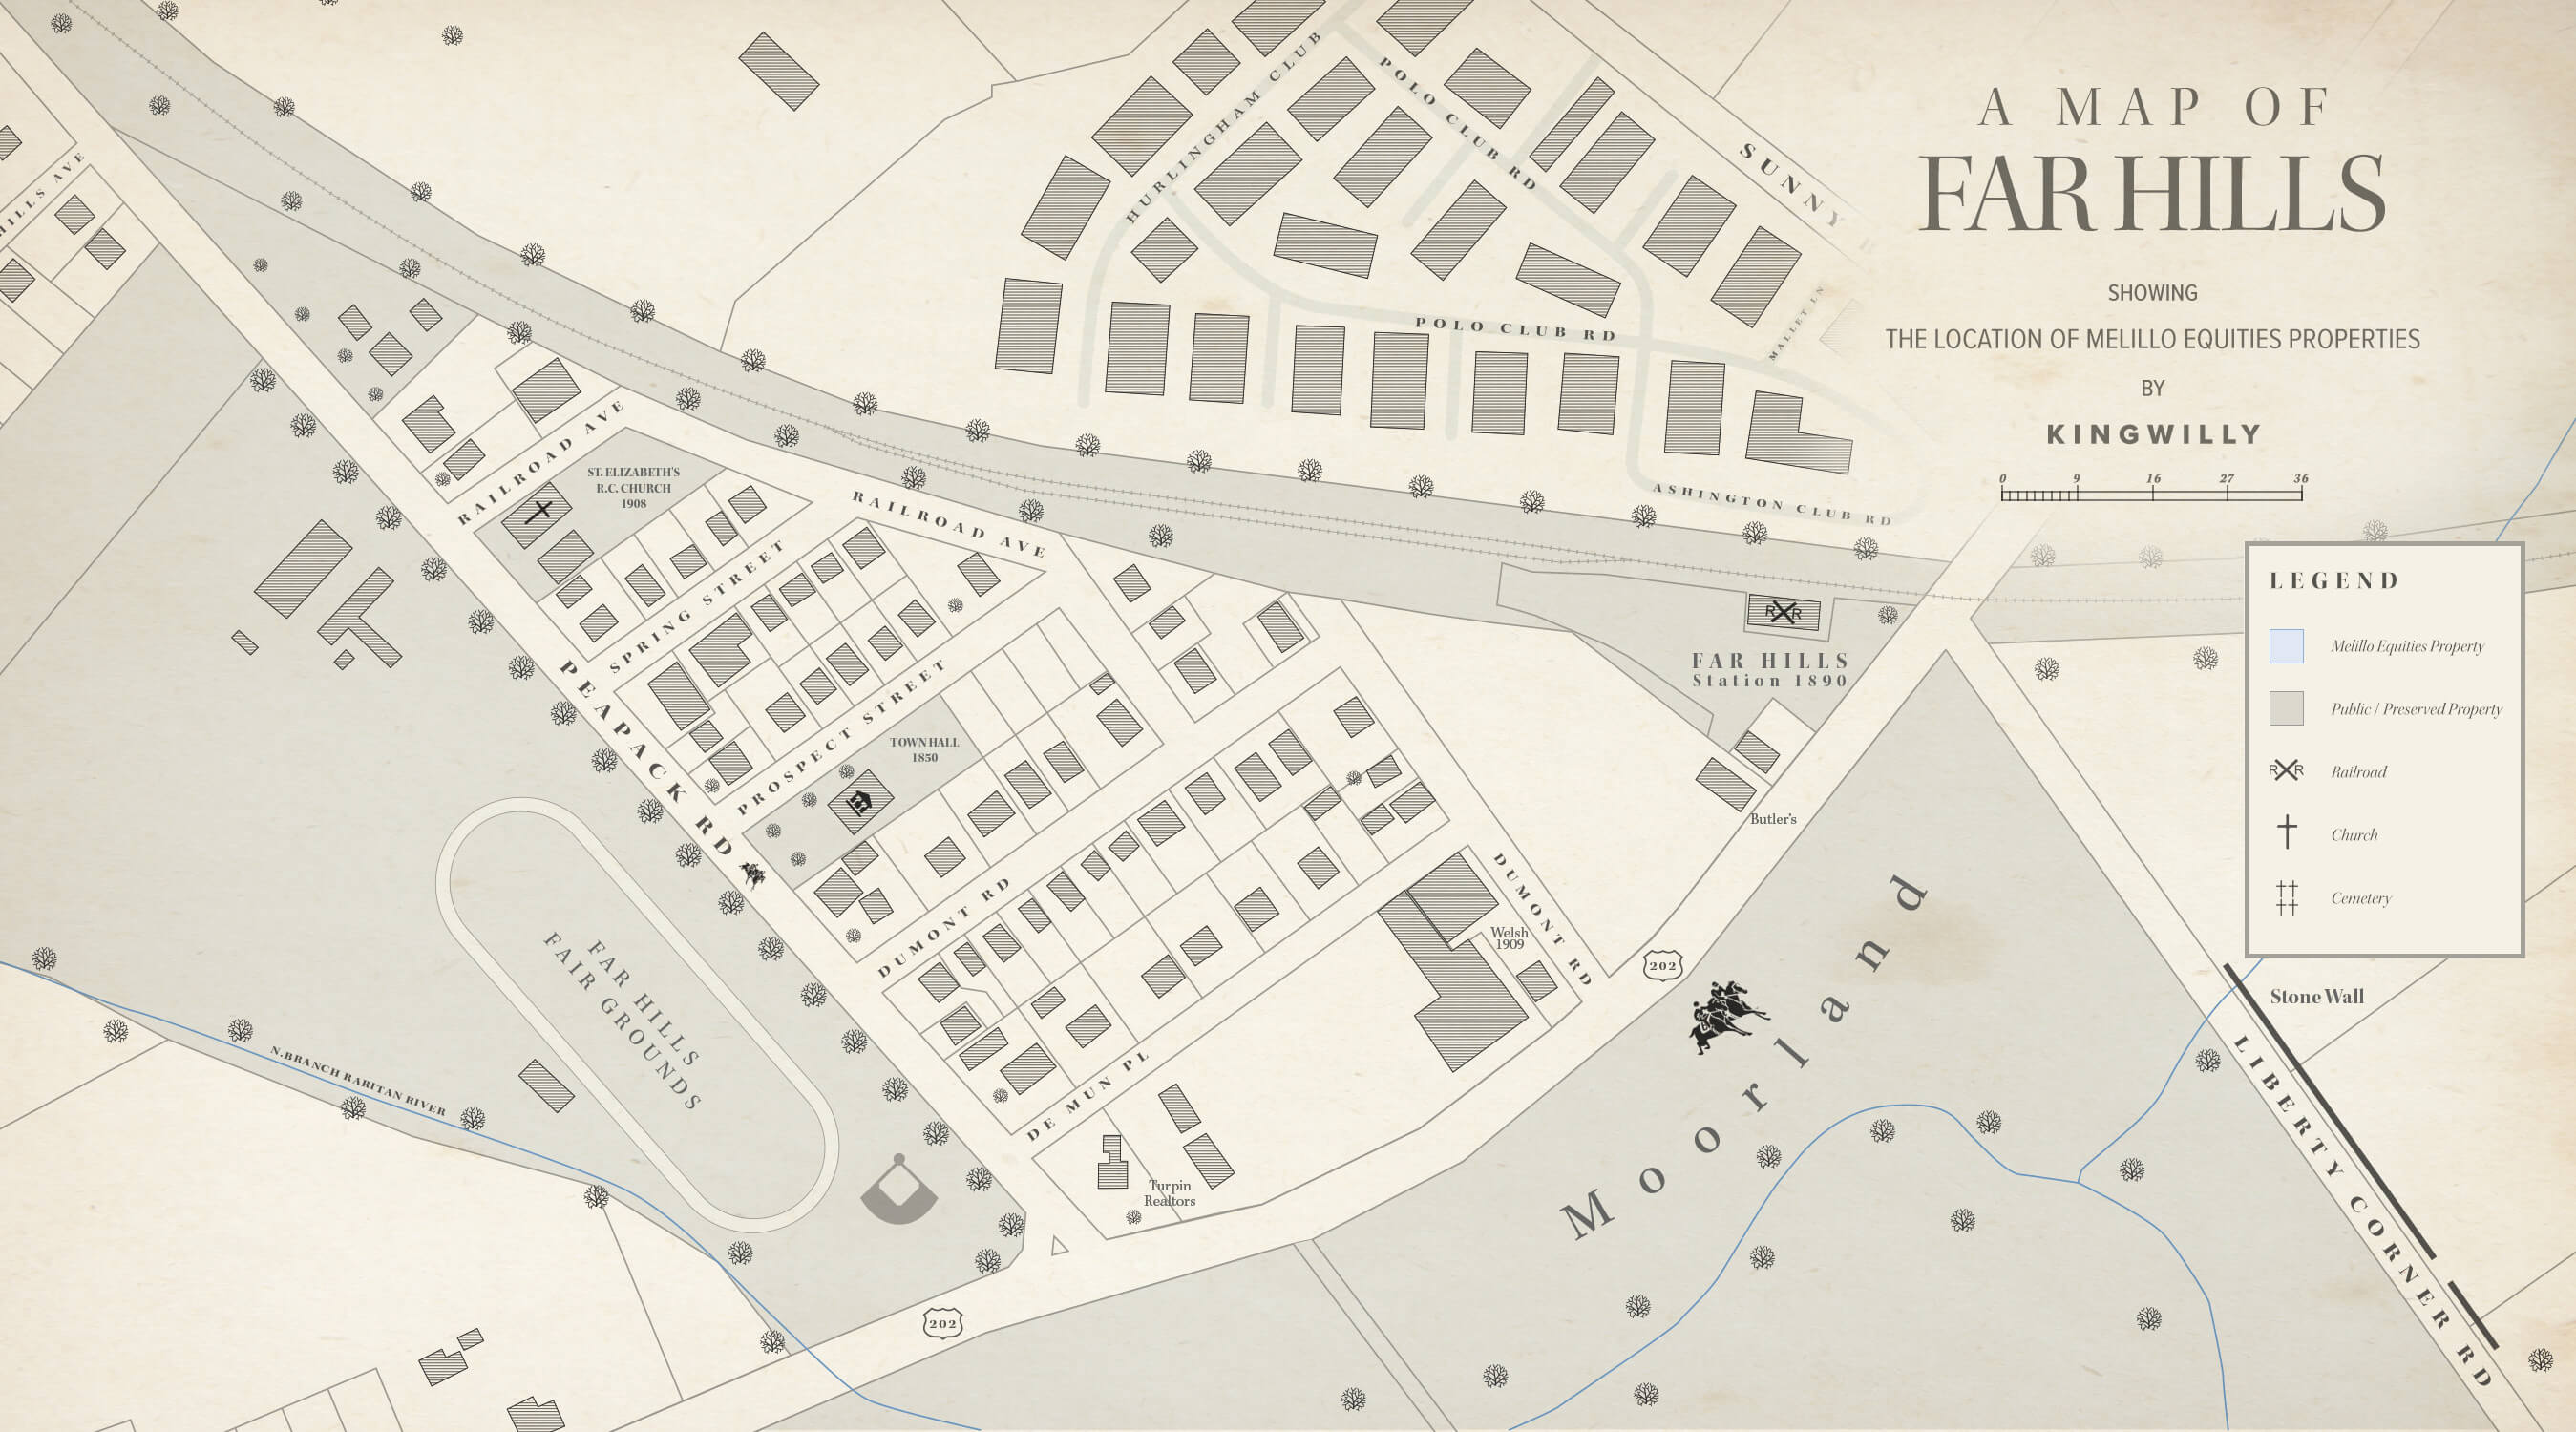 A MAP OF
FAR HILLS
SHOWING
THE LOCATION OF MELILLO EQUITIES PROPERTIES
BY
KINGWILLY
0 9 16 27 36
LEGEND
Melillo Equities Property
Public / Preserved Property
RR
Railroad
Church
Cemetery
HILLS AVE
HURLINGHAM CLUB
POLO CLUB RD
SUNNY
POLO CLUB RD
MALLET LN
ASHINGTON CLUB RD
RAILROAD AVE
ST. ELIZABETH'S
R.C. CHURCH
1908
RAILROAD AVE
SPRING STREET
RR
FAR HILLS
Station 1890
PEAPACK RD
PROSPECT STREET
TOWN HALL
1850
Butler's
DUMONT RD
DUMONT RD
Welsh
1909
202
Moorland
FAR HILLS
FAIR GROUNDS
Stone Wall
N.BRANCH RARITAN RIVER
DE MUN PL
LIBERTY CORNER RD
Turpin
Realtors
202